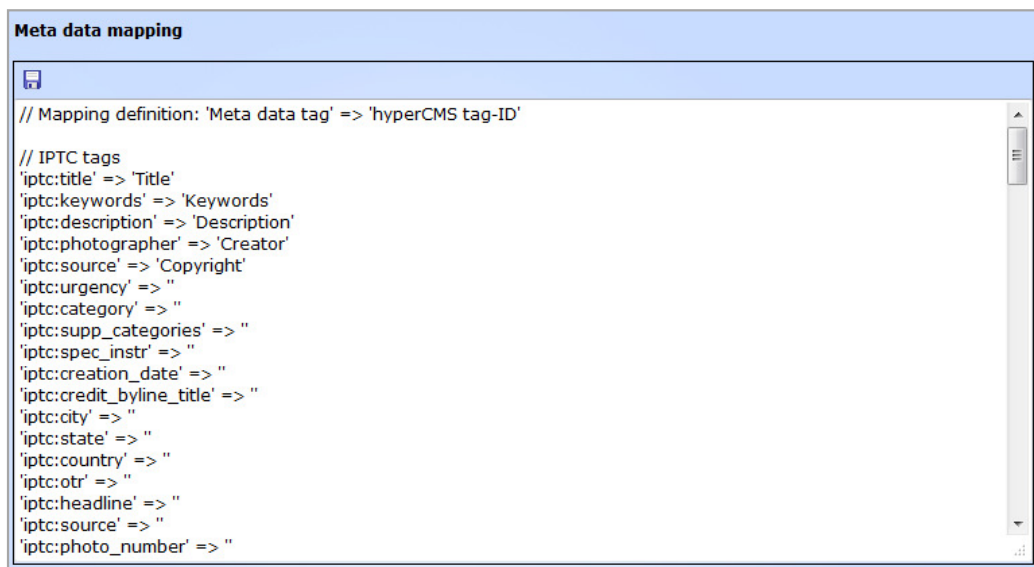 Meta data mapping
// Mapping definition: 'Meta data tag' => 'hyperCMS tag-ID'
// IPTC tags
'iptc:title' => 'Title'
'iptc:keywords' => 'Keywords'
'iptc:description' => 'Description'
'iptc:photographer' => 'Creator'
'iptc:source' => 'Copyright'
'iptc:urgency' => ''
'iptc:category' => ''
'iptc:supp_categories' => ''
'iptc:spec_instr' => ''
'iptc:creation_date' => ''
'iptc:credit_byline_title' => ''
'iptc:city' => ''
'iptc:state' => ''
'iptc:country' => ''
'iptc:otr' => ''
'iptc:headline' => ''
'iptc:source' => ''
'iptc:photo_number' => ''